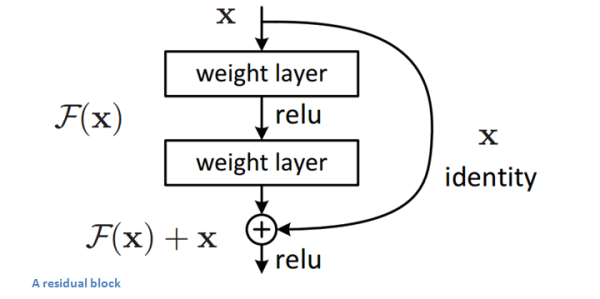 x
weight layer
relu
F(x)
weight layer
x
identity
F(x) + x
+
relu
A residual block